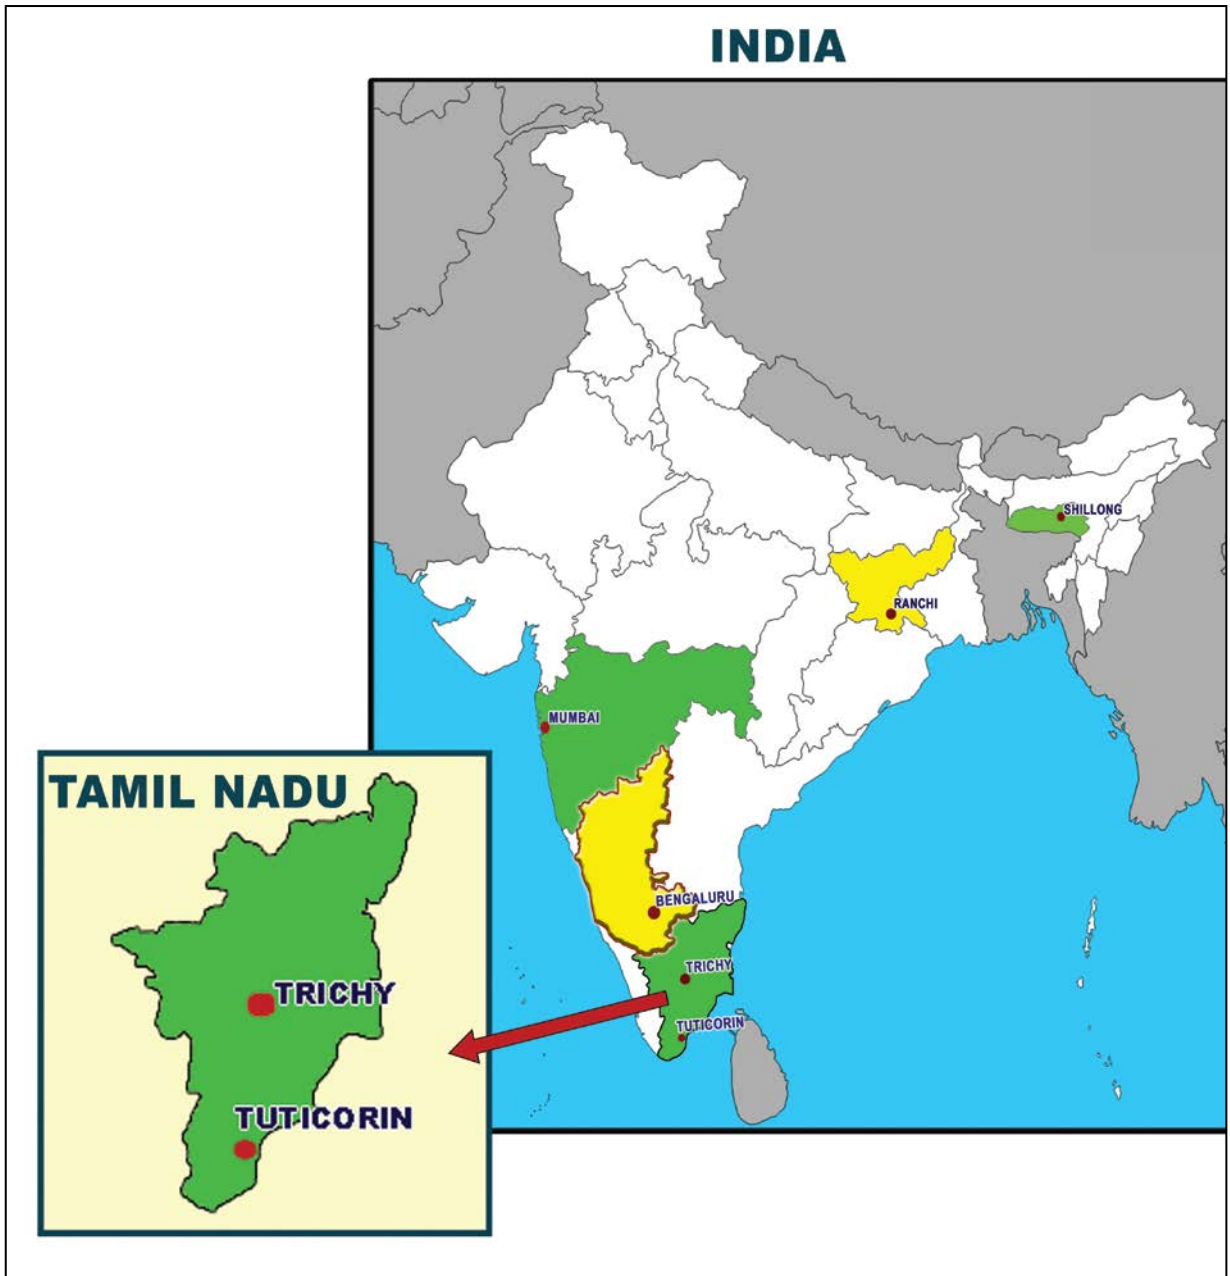 INDIA
SHILLONG
RANCHI
MUMBAI
TAMIL NADU
BENGALURU
TRICHY
TUTICORIN
TRICHY
TUTICORIN